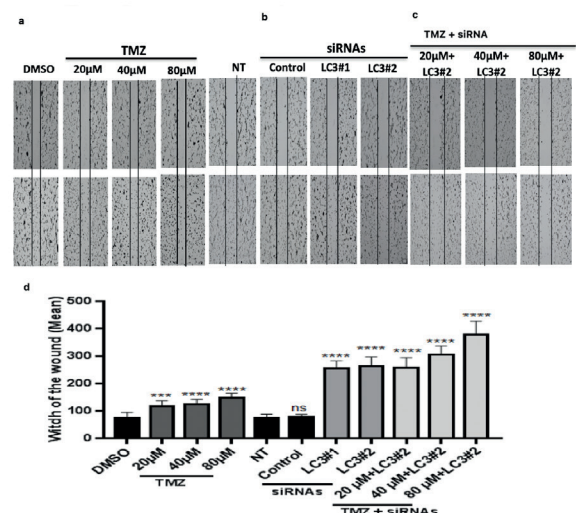 a
b
c
TMZ
siRNAs
TMZ + siRNA
DMSO
20µM
40µM
80µM
NT
Control
LC3#1
LC3#2
20µM+
LC3#2
40µM+
LC3#2
80µM+
LC3#2
d
Witdh of the wound (Mean)
500
400
300
200
100
0
***
****
****
ns
****
****
****
****
****
DMSO
20µM
40µM
80µM
NT
Control
LC3#1
LC3#2
20 µM+LC3#2
40 µM+LC3#2
80 µM+LC3#2
TMZ
siRNAs
TMZ + siRNAs